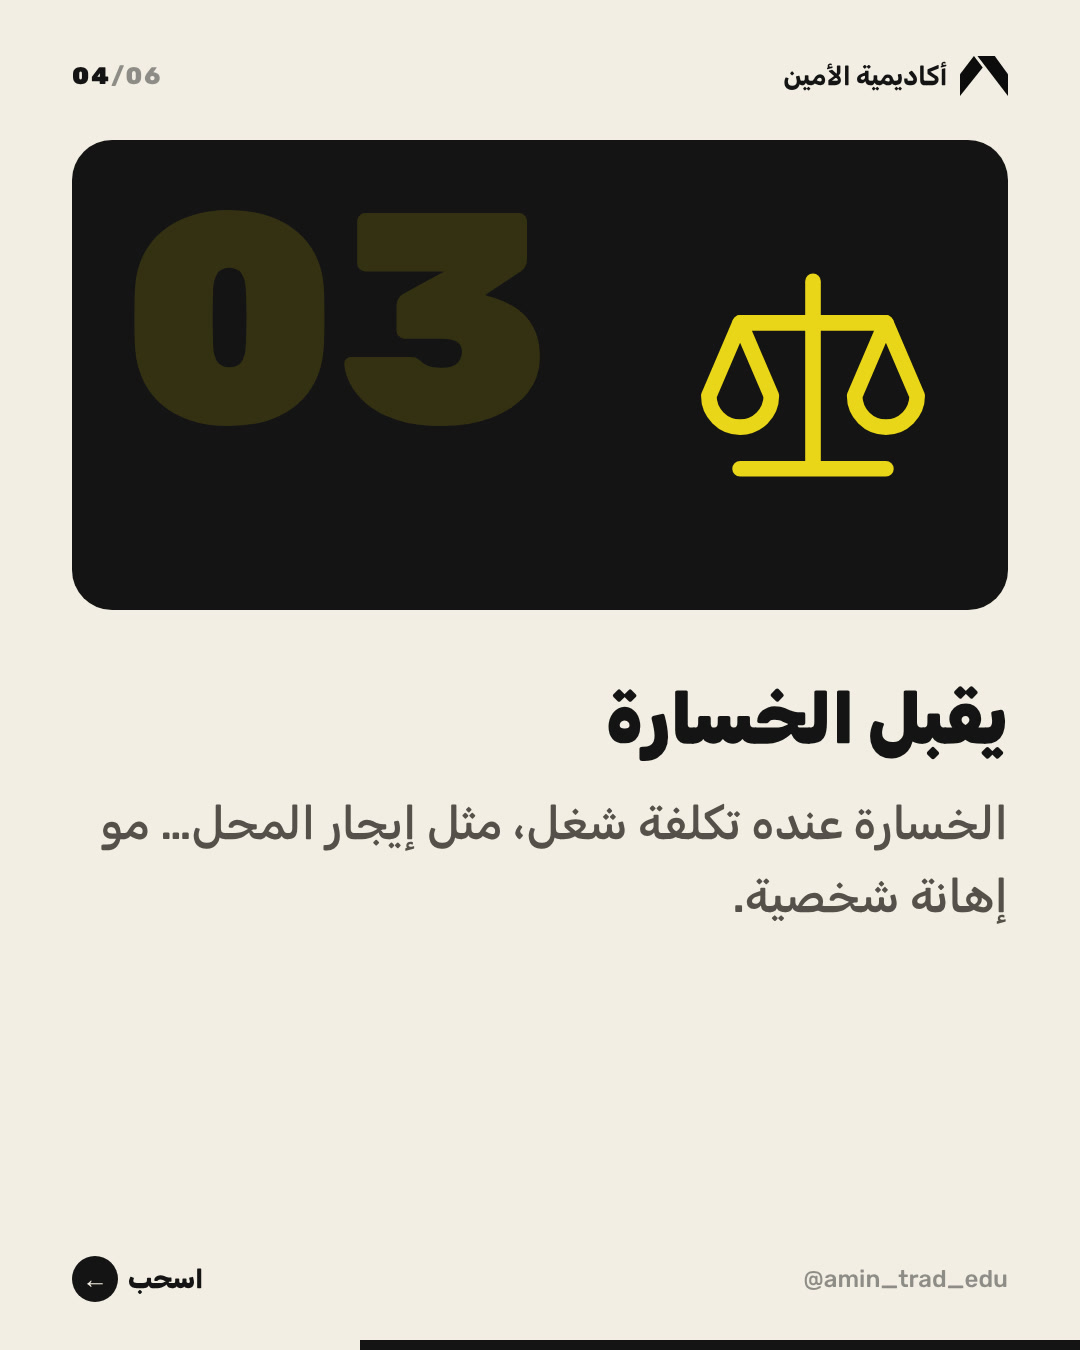 أكاديمية الأمين
04/06
03
يقبل الخسارة
الخسارة عنده تكلفة شغل، مثل إيجار المحل... مو
إهانة شخصية.
@amin_trad_edu
اسحب ←